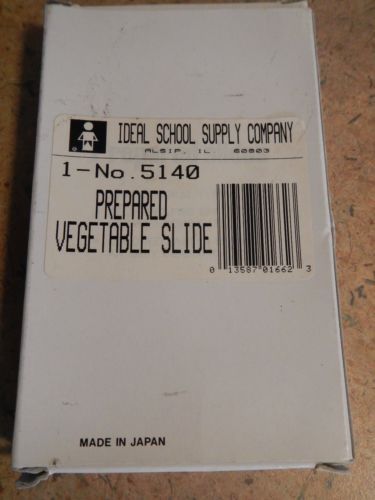 IDEAL SCHOOL SUPPLY COMPANY
ALSIP, IL 60803
1-No.5140
PREPARED
VEGETABLE SLIDE
0 13587 01662 3
MADE IN JAPAN